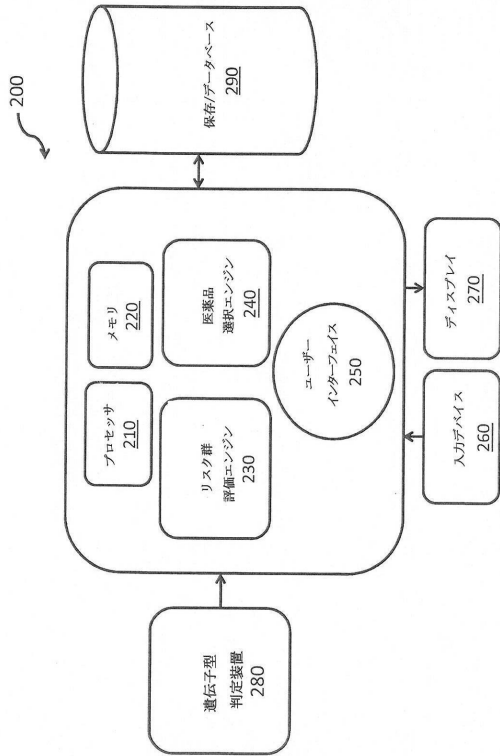 200
プロセッサ
210
メモリ
220
保存/データベース
290
遺伝子型
判定装置
280
リスク群
評価エンジン
230
医薬品
選択エンジン
240
ユーザー
インターフェイス
250
入力デバイス
260
ディスプレイ
270